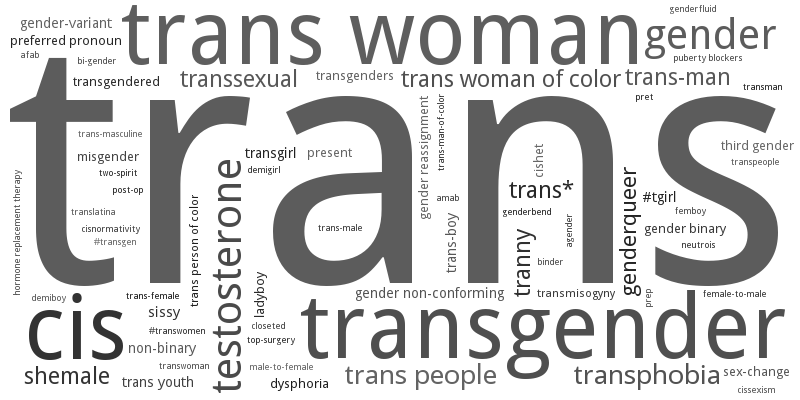 gender-variant
trans woman
genderfluid
gender
preferred pronoun
afab
bi-gender
puberty blockers
transgendered
transsexual
transgenders
trans woman of color
trans-man
transman
trans
pret
trans-masculine
misgender
two-spirit
post-op
translatina
cisnormativity
#transgen
hormone replacement therapy
trans person of color
testosterone
transgirl
demigirl
present
trans-male
gender reassignment
trans-man-of-color
amab
trans-boy
cishet
trans*
genderbend
agender
tranny
binder
genderqueer
third gender
transpeople
#tgirl
femboy
gender binary
neutrois
demiboy
trans-female
ladyboy
gender non-conforming
transmisogyny
prep
female-to-male
cis
sissy
#transwomen
closeted
top-surgery
transgender
non-binary
transwoman
male-to-female
shemale
trans youth
dysphoria
trans people
transphobia
sex-change
cissexism